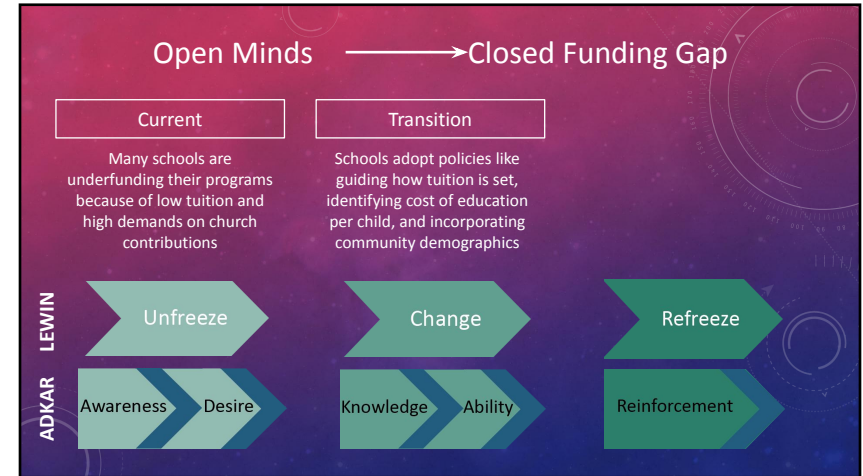 Open Minds
Closed Funding Gap
Current
Many schools are
underfunding their programs
because of low tuition and
high demands on church
contributions
Transition
Schools adopt policies like
guiding how tuition is set,
identifying cost of education
per child, and incorporating
community demographics
LEWIN
Unfreeze
Change
Refreeze
ADKAR
Awareness
Desire
Knowledge
Ability
Reinforcement